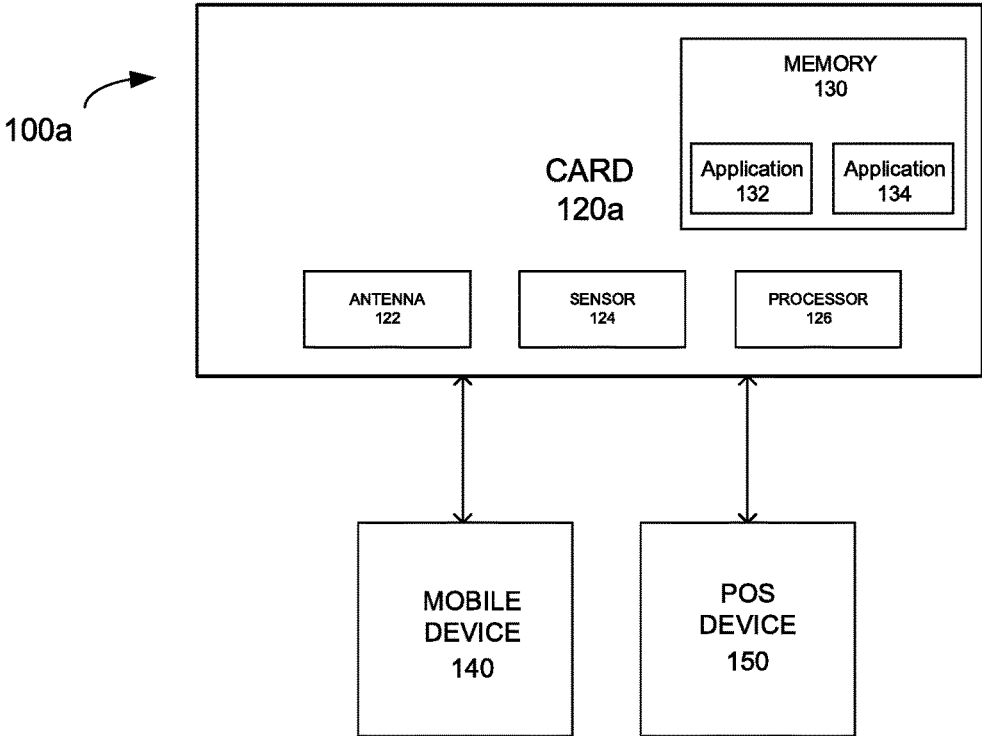 100a
MEMORY
130
Application
132
Application
134
CARD
120a
ANTENNA
122
SENSOR
124
PROCESSOR
126
MOBILE
DEVICE
140
POS
DEVICE
150